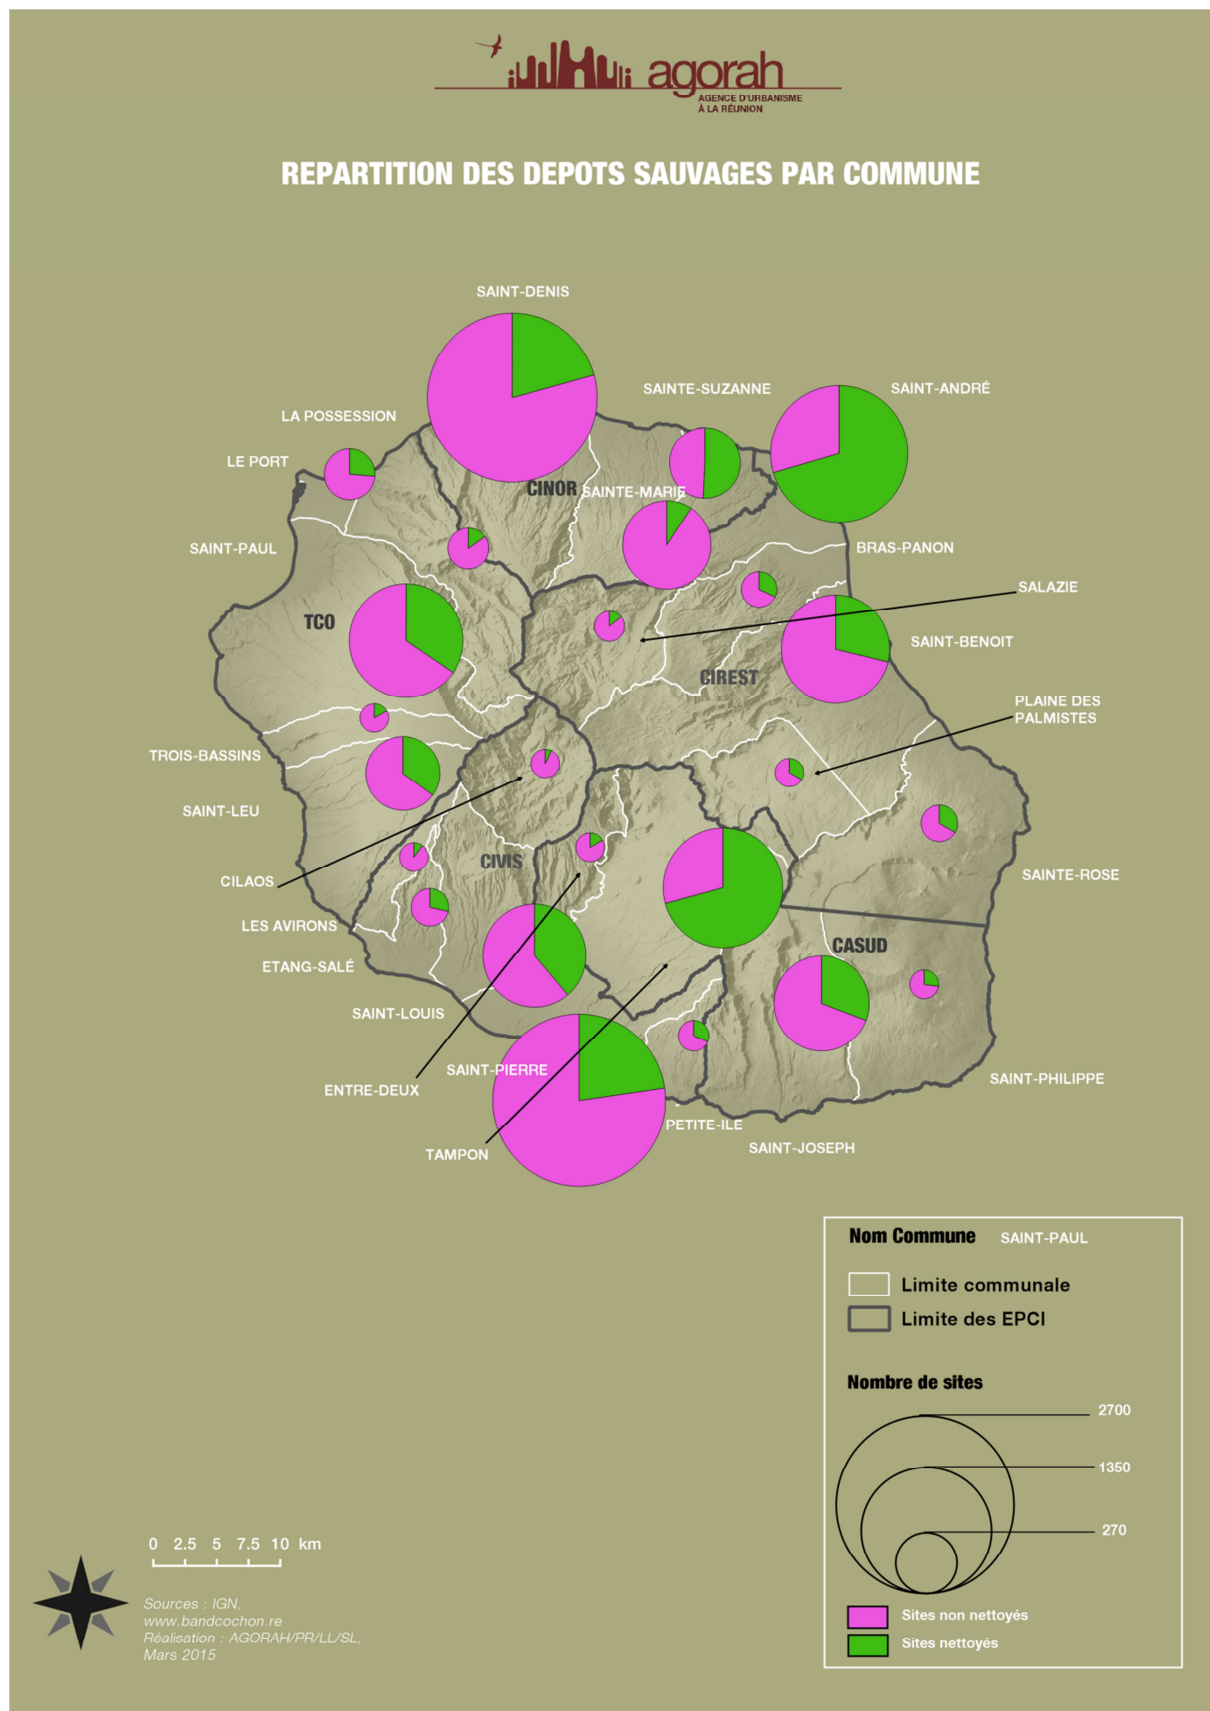 agorah
AGENCE D'URBANISME
À LA RÉUNION
REPARTITION DES DEPOTS SAUVAGES PAR COMMUNE
SAINT-DENIS
SAINTE-SUZANNE
SAINT-ANDRÉ
LA POSSESSION
LE PORT
CINOR
SAINTE-MARIE
SAINT-PAUL
BRAS-PANON
SALAZIE
TCO
SAINT-BENOIT
CIREST
PLAINE DES
PALMISTES
TROIS-BASSINS
SAINT-LEU
CIVIS
CILAOS
SAINTE-ROSE
LES AVIRONS
CASUD
ETANG-SALÉ
SAINT-LOUIS
SAINT-PIERRE
ENTRE-DEUX
SAINT-PHILIPPE
PETITE-ILE
TAMPON
SAINT-JOSEPH
Nom Commune SAINT-PAUL
Limite communale
Limite des EPCI
Nombre de sites
2700
1350
270
Sites non nettoyés
Sites nettoyés
0 2.5 5 7.5 10 km
Sources : IGN,
www.bandcochon.re
Réalisation : AGORAH/PR/LL/SL,
Mars 2015